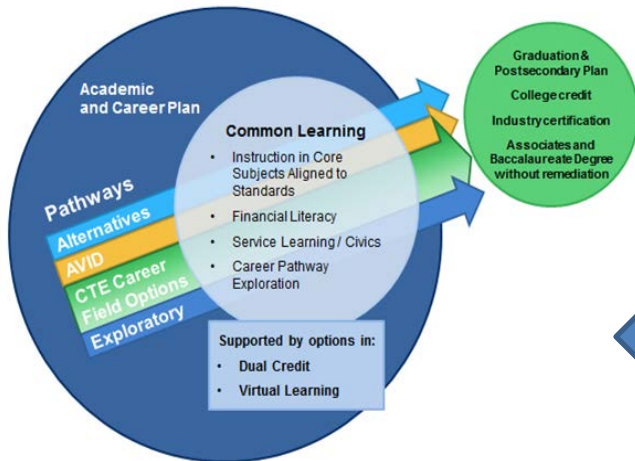 Academic
and Career Plan
Pathways
Alternatives
AVID
CTE Career
Field Options
Exploratory
Common Learning
• Instruction in Core
Subjects Aligned to
Standards
• Financial Literacy
• Service Learning / Civics
• Career Pathway
Exploration
Supported by options in:
• Dual Credit
• Virtual Learning
Graduation &
Postsecondary Plan
College credit
Industry certification
Associates and
Baccalaureate Degree
without remediation